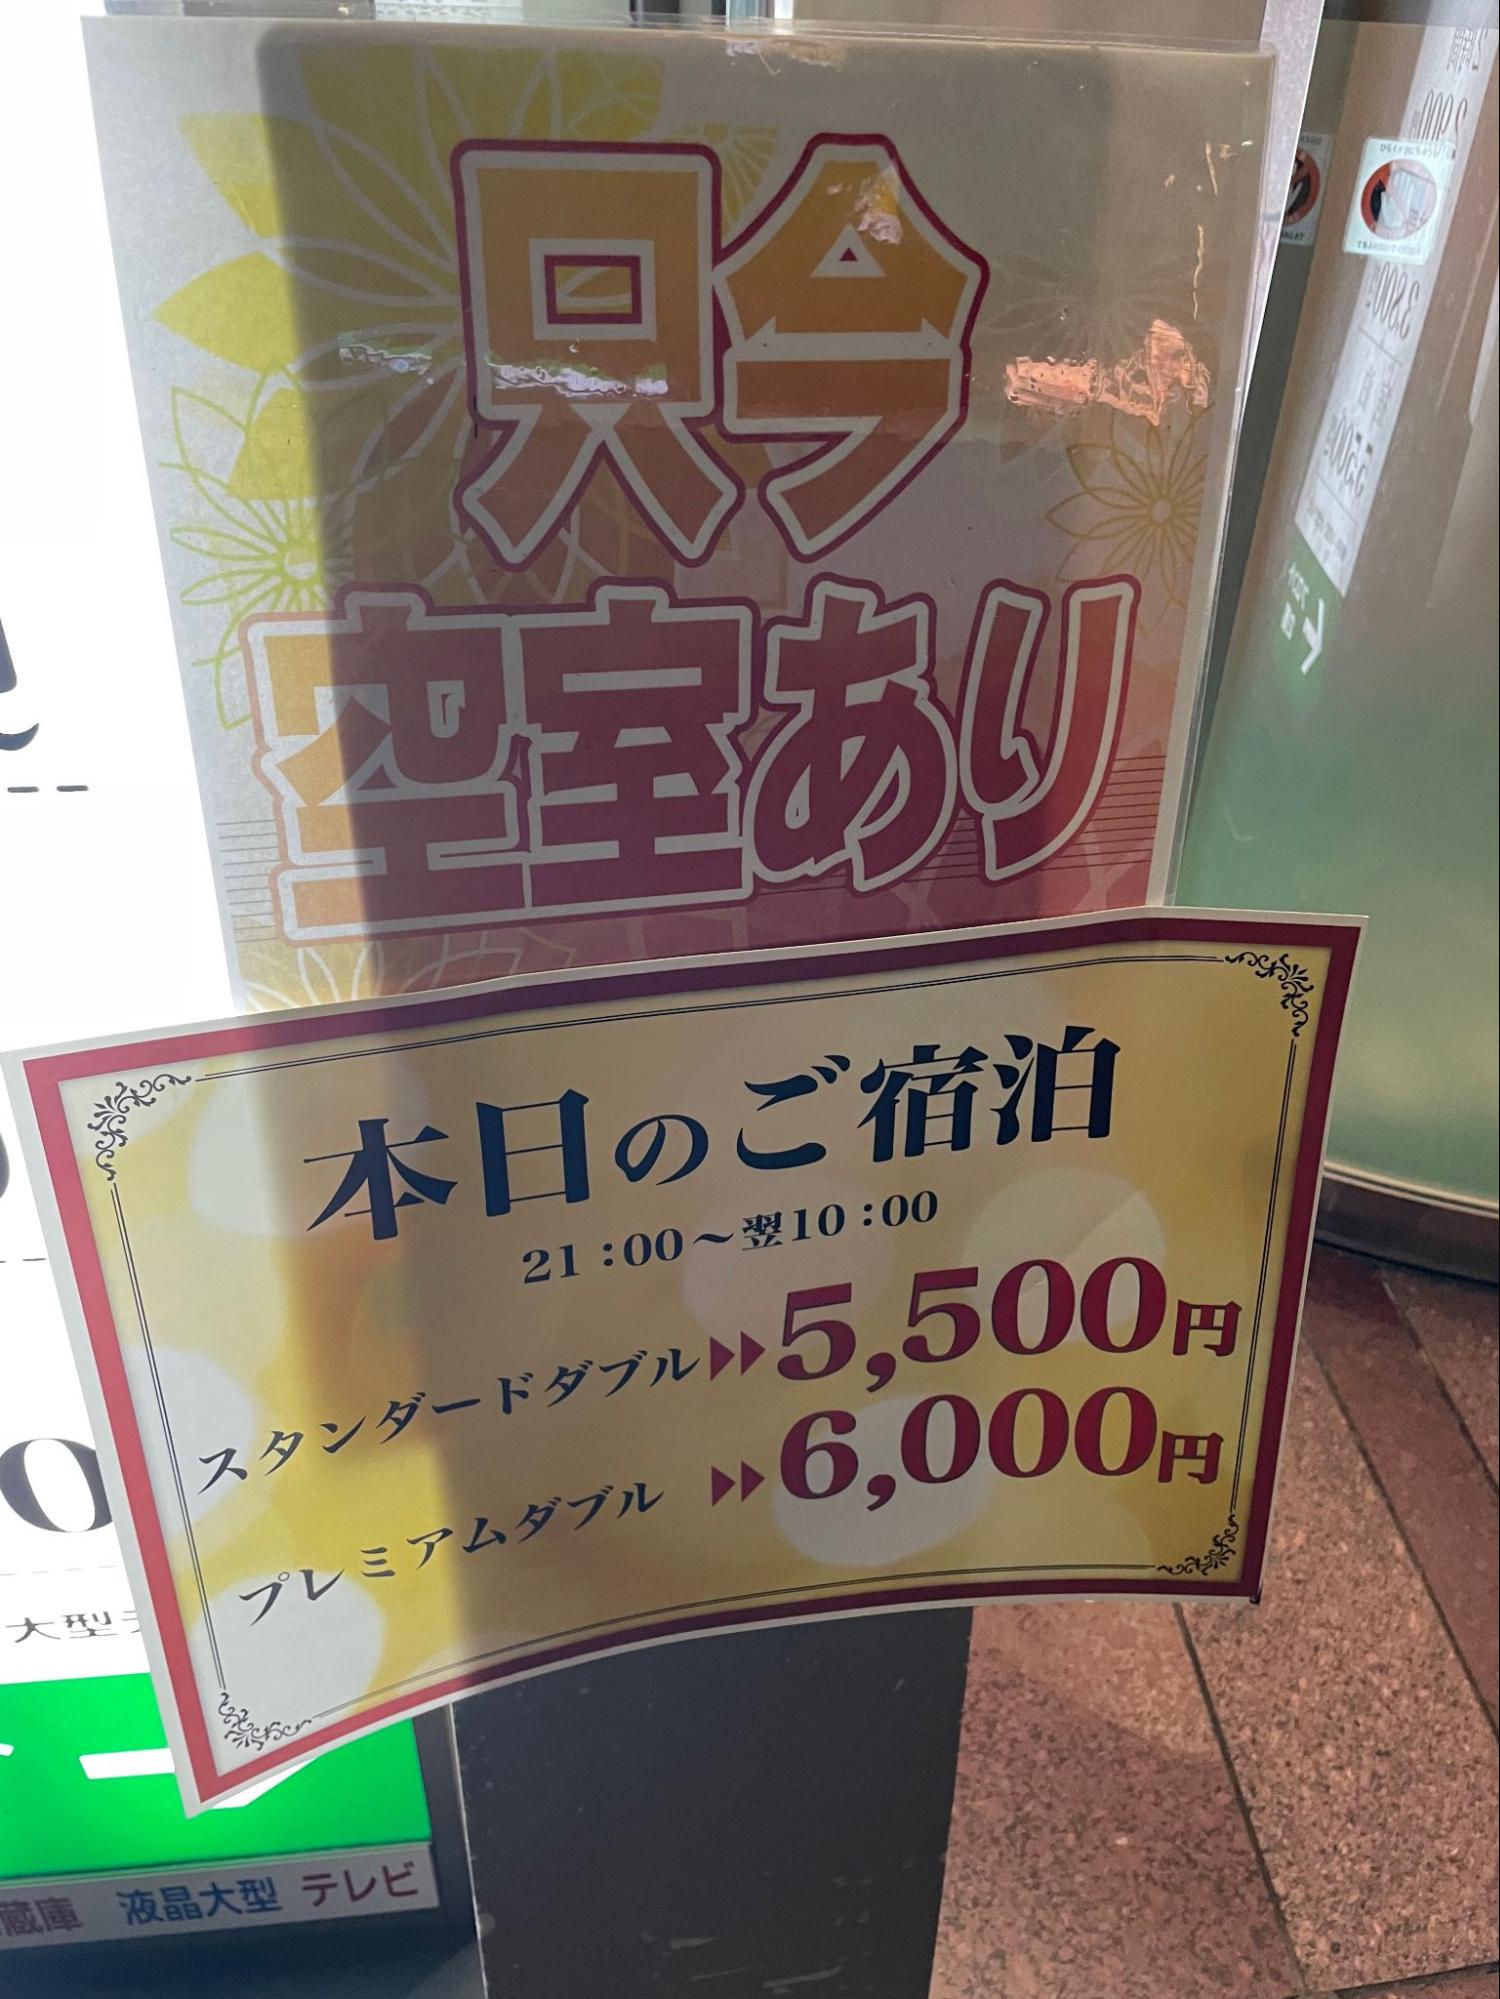 只今
空室あり
本日のご宿泊
21:00～翌10:00
スタンダードダブル 5,500円
プレミアムダブル 6,000円
大型
蔵庫 液晶大型 テレビ